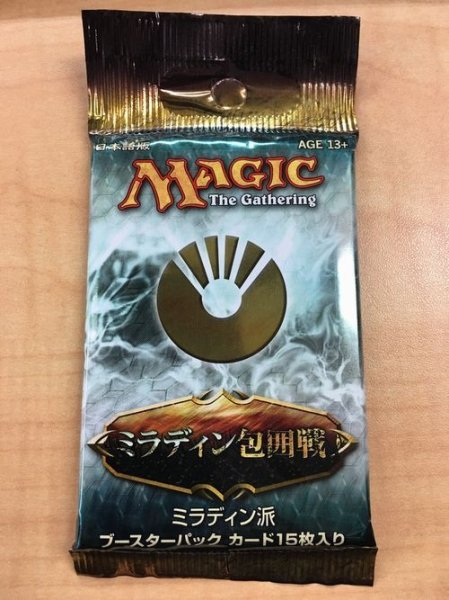 日本語版
AGE 13+
MAGIC
The Gathering
ミラディン包囲戦
ミラディン派
ブースターパック カード15枚入り